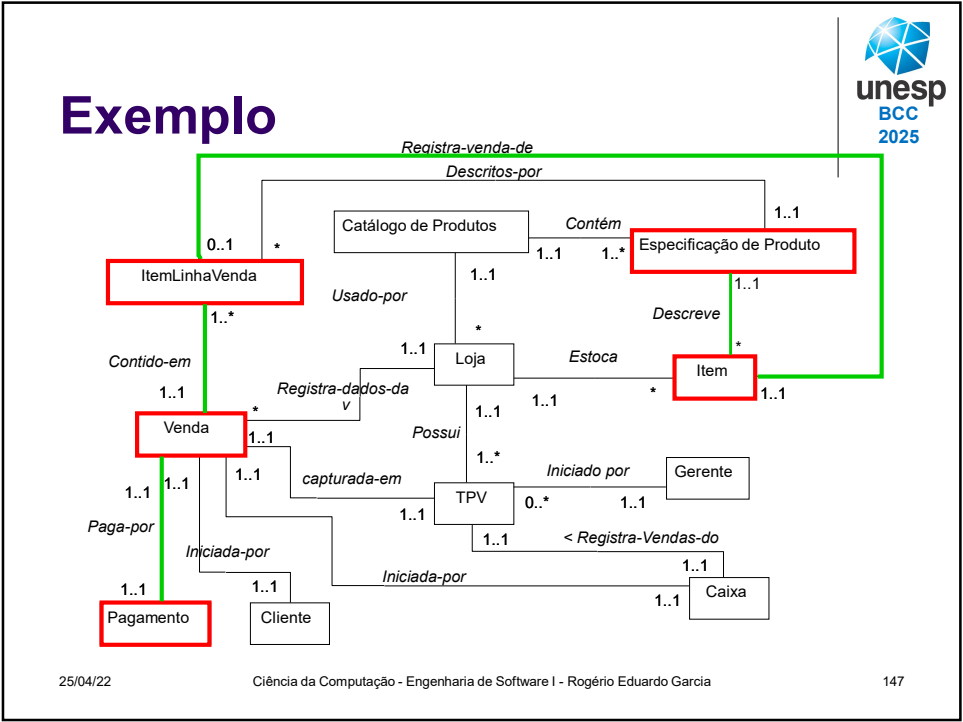 unesp
BCC
2025
Exemplo
Registra-venda-de
Descritos-por
1..1
Catálogo de Produtos
Contém
0..1
*
1..1
1..*
Especificação de Produto
ItemLinhaVenda
1..1
1..1
Usado-por
1..*
Descreve
*
*
1..1
Loja
Estoca
Item
Contido-em
1..1
Registra-dados-da
v
*
1..1
*
1..1
1..1
Venda
1..1
Possui
1..*
1..1
capturada-em
Iniciado por
Gerente
1..1
1..1
TPV
0..*
1..1
1..1
Paga-por
1..1
< Registra-Vendas-do
Iniciada-por
1..1
1..1
1..1
Iniciada-por
1..1
Caixa
Pagamento
Cliente
25/04/22
Ciência da Computação - Engenharia de Software I - Rogério Eduardo Garcia
147